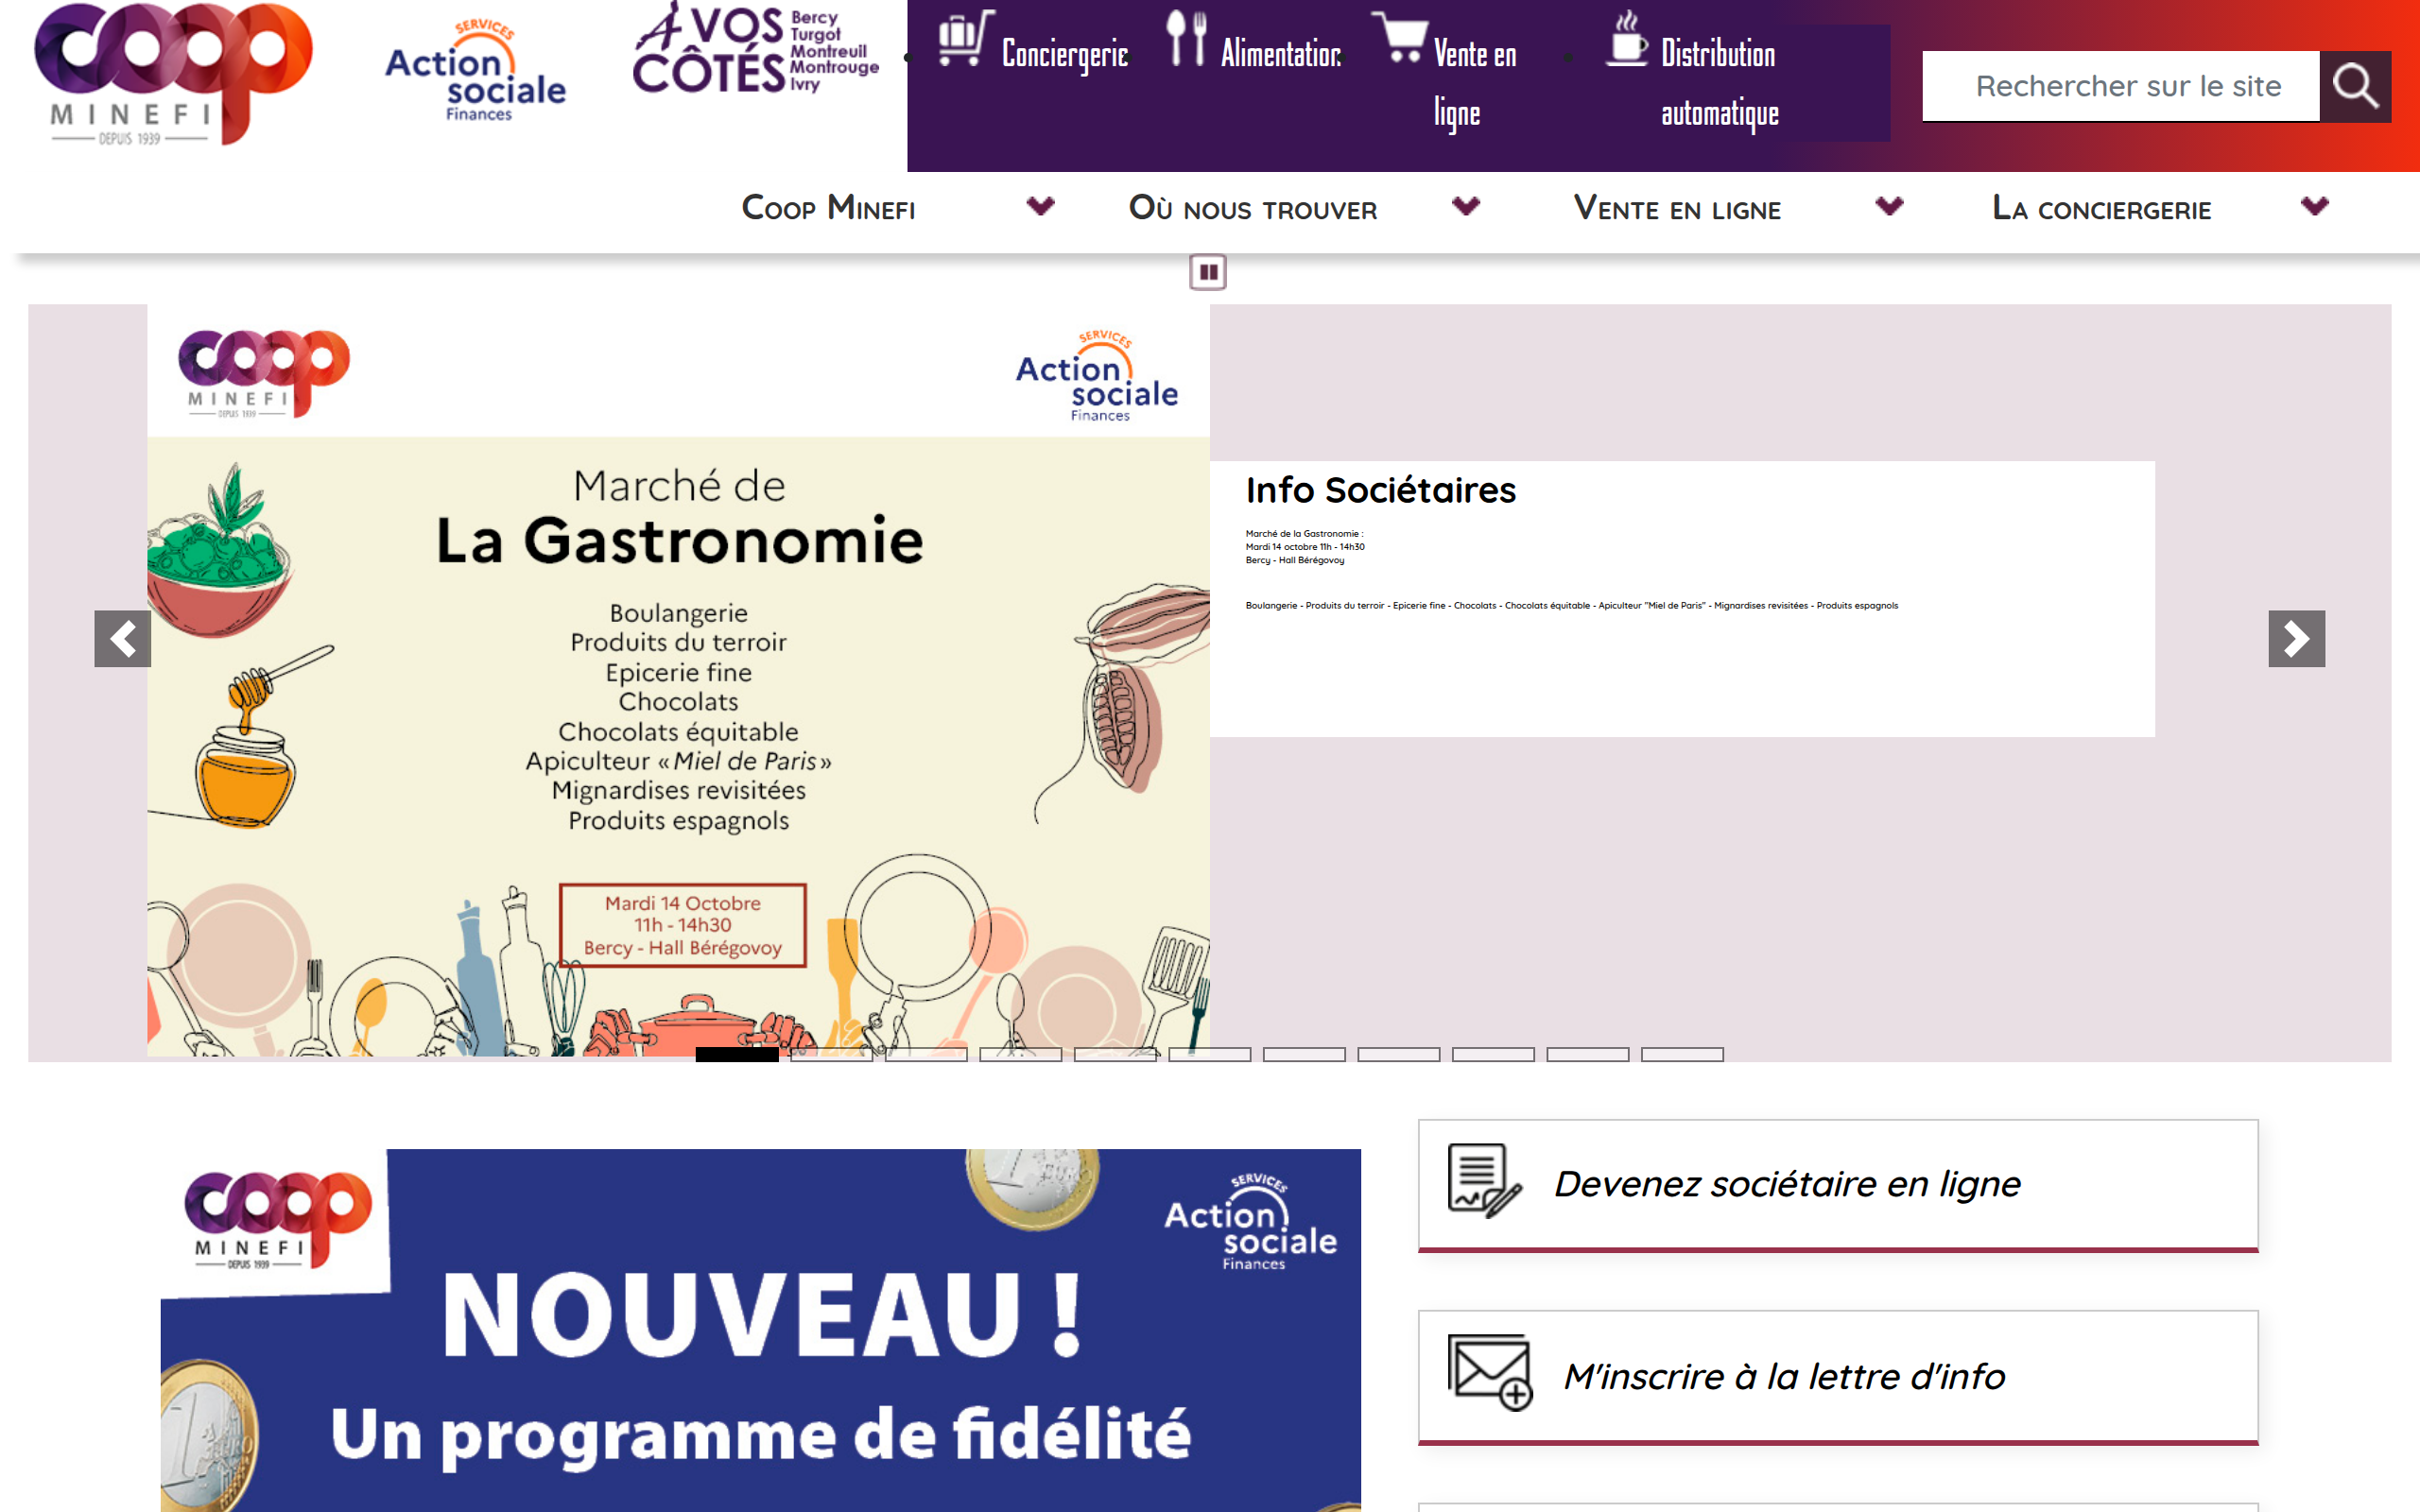 coop
MINEFI
DEPUIS 1939
SERVICES
Action
sociale
Finances
À VOS
CÔTÉS
Bercy
Turgot
Montreuil
Montrouge
Ivry
Conciergerie
Alimentation
Vente en
ligne
Distribution
automatique
Rechercher sur le site
Coop Minefi
Où nous trouver
Vente en ligne
La conciergerie
coop
MINEFI
DEPUIS 1939
SERVICES
Action
sociale
Finances
Marché de
La Gastronomie
Boulangerie
Produits du terroir
Epicerie fine
Chocolats
Chocolats équitable
Apiculteur « Miel de Paris »
Mignardises revisitées
Produits espagnols
Mardi 14 Octobre
11h - 14h30
Bercy - Hall Bérégovoy
Info Sociétaires
Marché de la Gastronomie :
Mardi 14 octobre 11h - 14h30
Bercy - Hall Bérégovoy
Boulangerie - Produits du terroir - Epicerie fine - Chocolats - Chocolats équitable - Apiculteur "Miel de Paris" - Mignardises revisitées - Produits espagnols
coop
MINEFI
DEPUIS 1939
SERVICES
Action
sociale
Finances
NOUVEAU !
Un programme de fidélité
Devenez sociétaire en ligne
M'inscrire à la lettre d'info